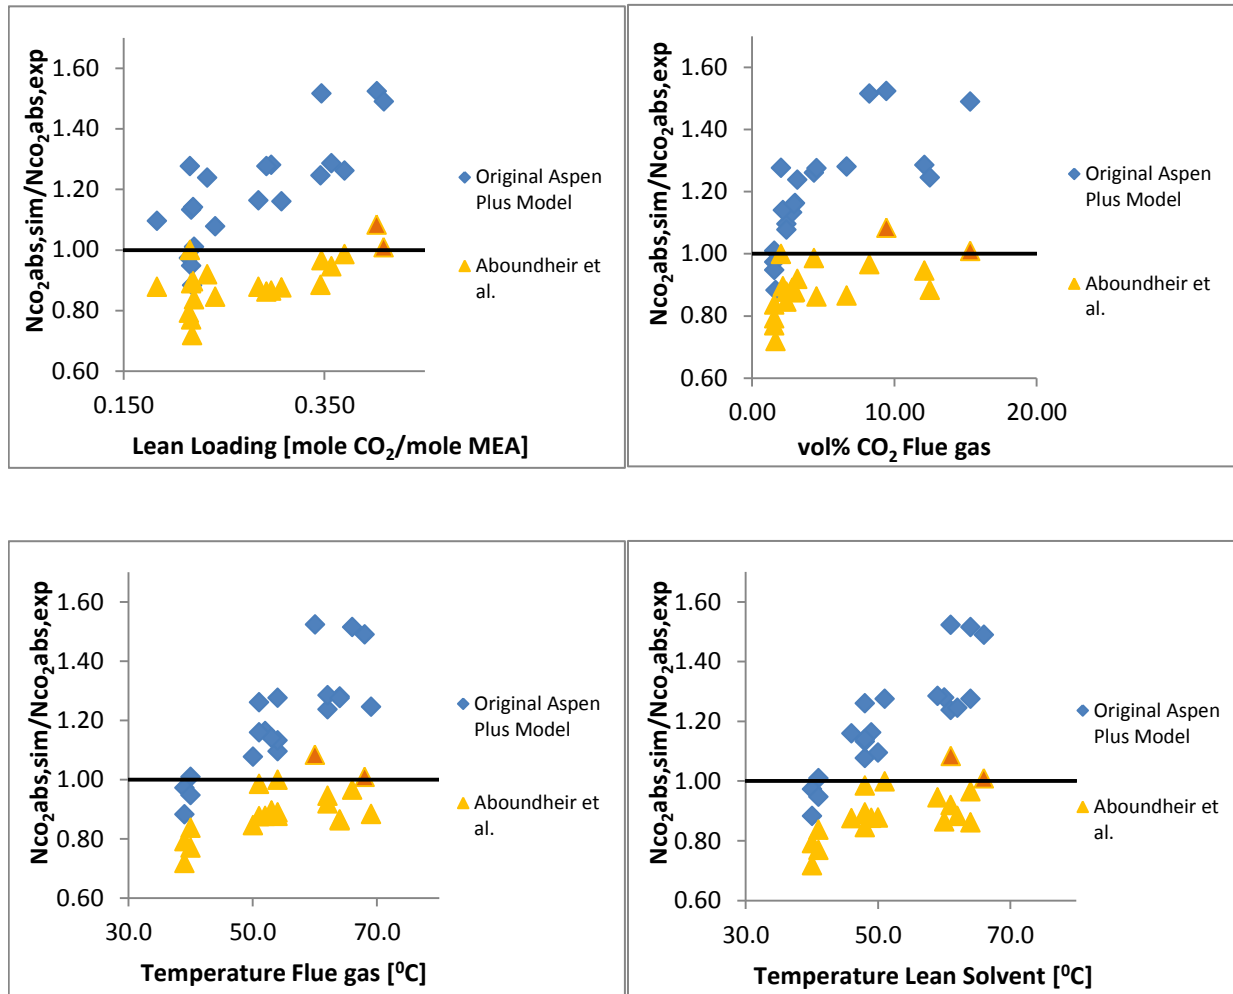 Nco₂abs,sim/Nco₂abs,exp
1.60
1.40
1.20
1.00
0.80
0.60
0.150
0.350
Lean Loading [mole CO₂/mole MEA]
Original Aspen
Plus Model
Aboundheir et
al.
Nco₂abs,sim/Nco₂abs,exp
1.60
1.40
1.20
1.00
0.80
0.60
0.00
10.00
20.00
vol% CO₂ Flue gas
Original Aspen
Plus Model
Aboundheir et
al.
Nco₂abs,sim/Nco₂abs,exp
1.60
1.40
1.20
1.00
0.80
0.60
30.0
50.0
70.0
Temperature Flue gas [⁰C]
Original Aspen
Plus Model
Aboundheir et
al.
Nco₂abs,sim/Nco₂abs,exp
1.60
1.40
1.20
1.00
0.80
0.60
30.0
50.0
70.0
Temperature Lean Solvent [⁰C]
Original Aspen
Plus Model
Aboundheir et
al.